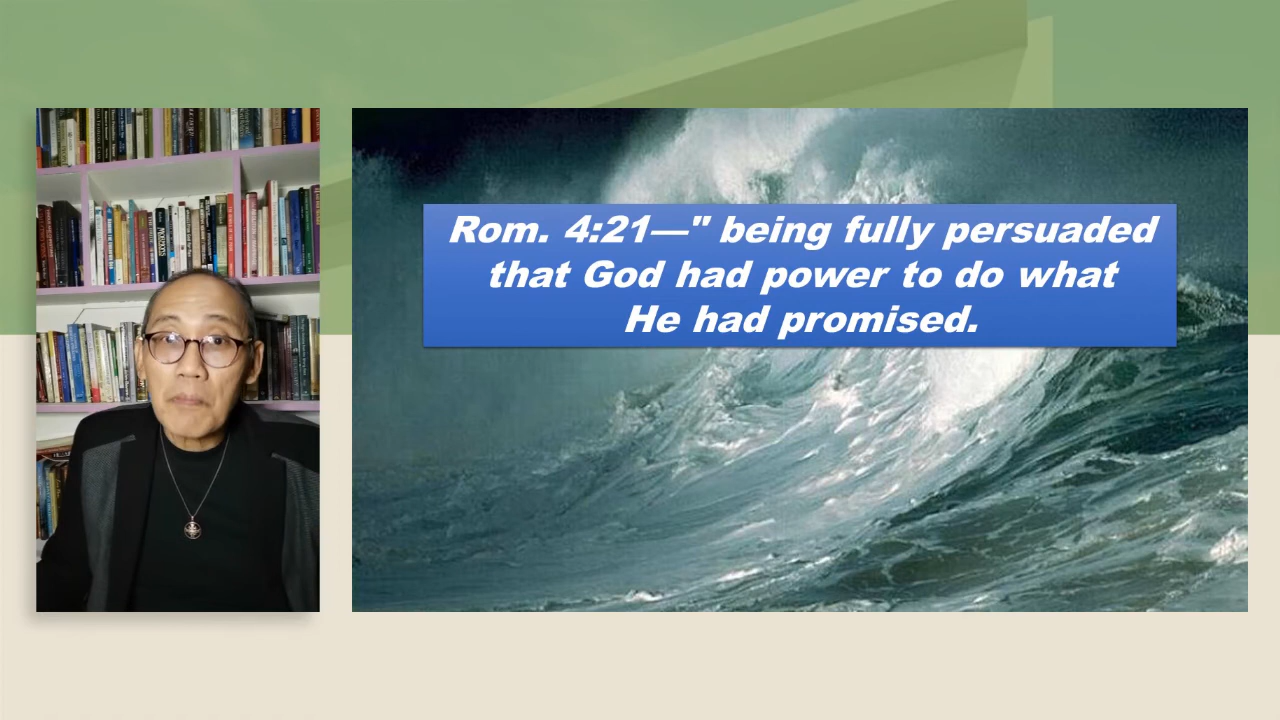 Rom. 4:21—" being fully persuaded
that God had power to do what
He had promised.